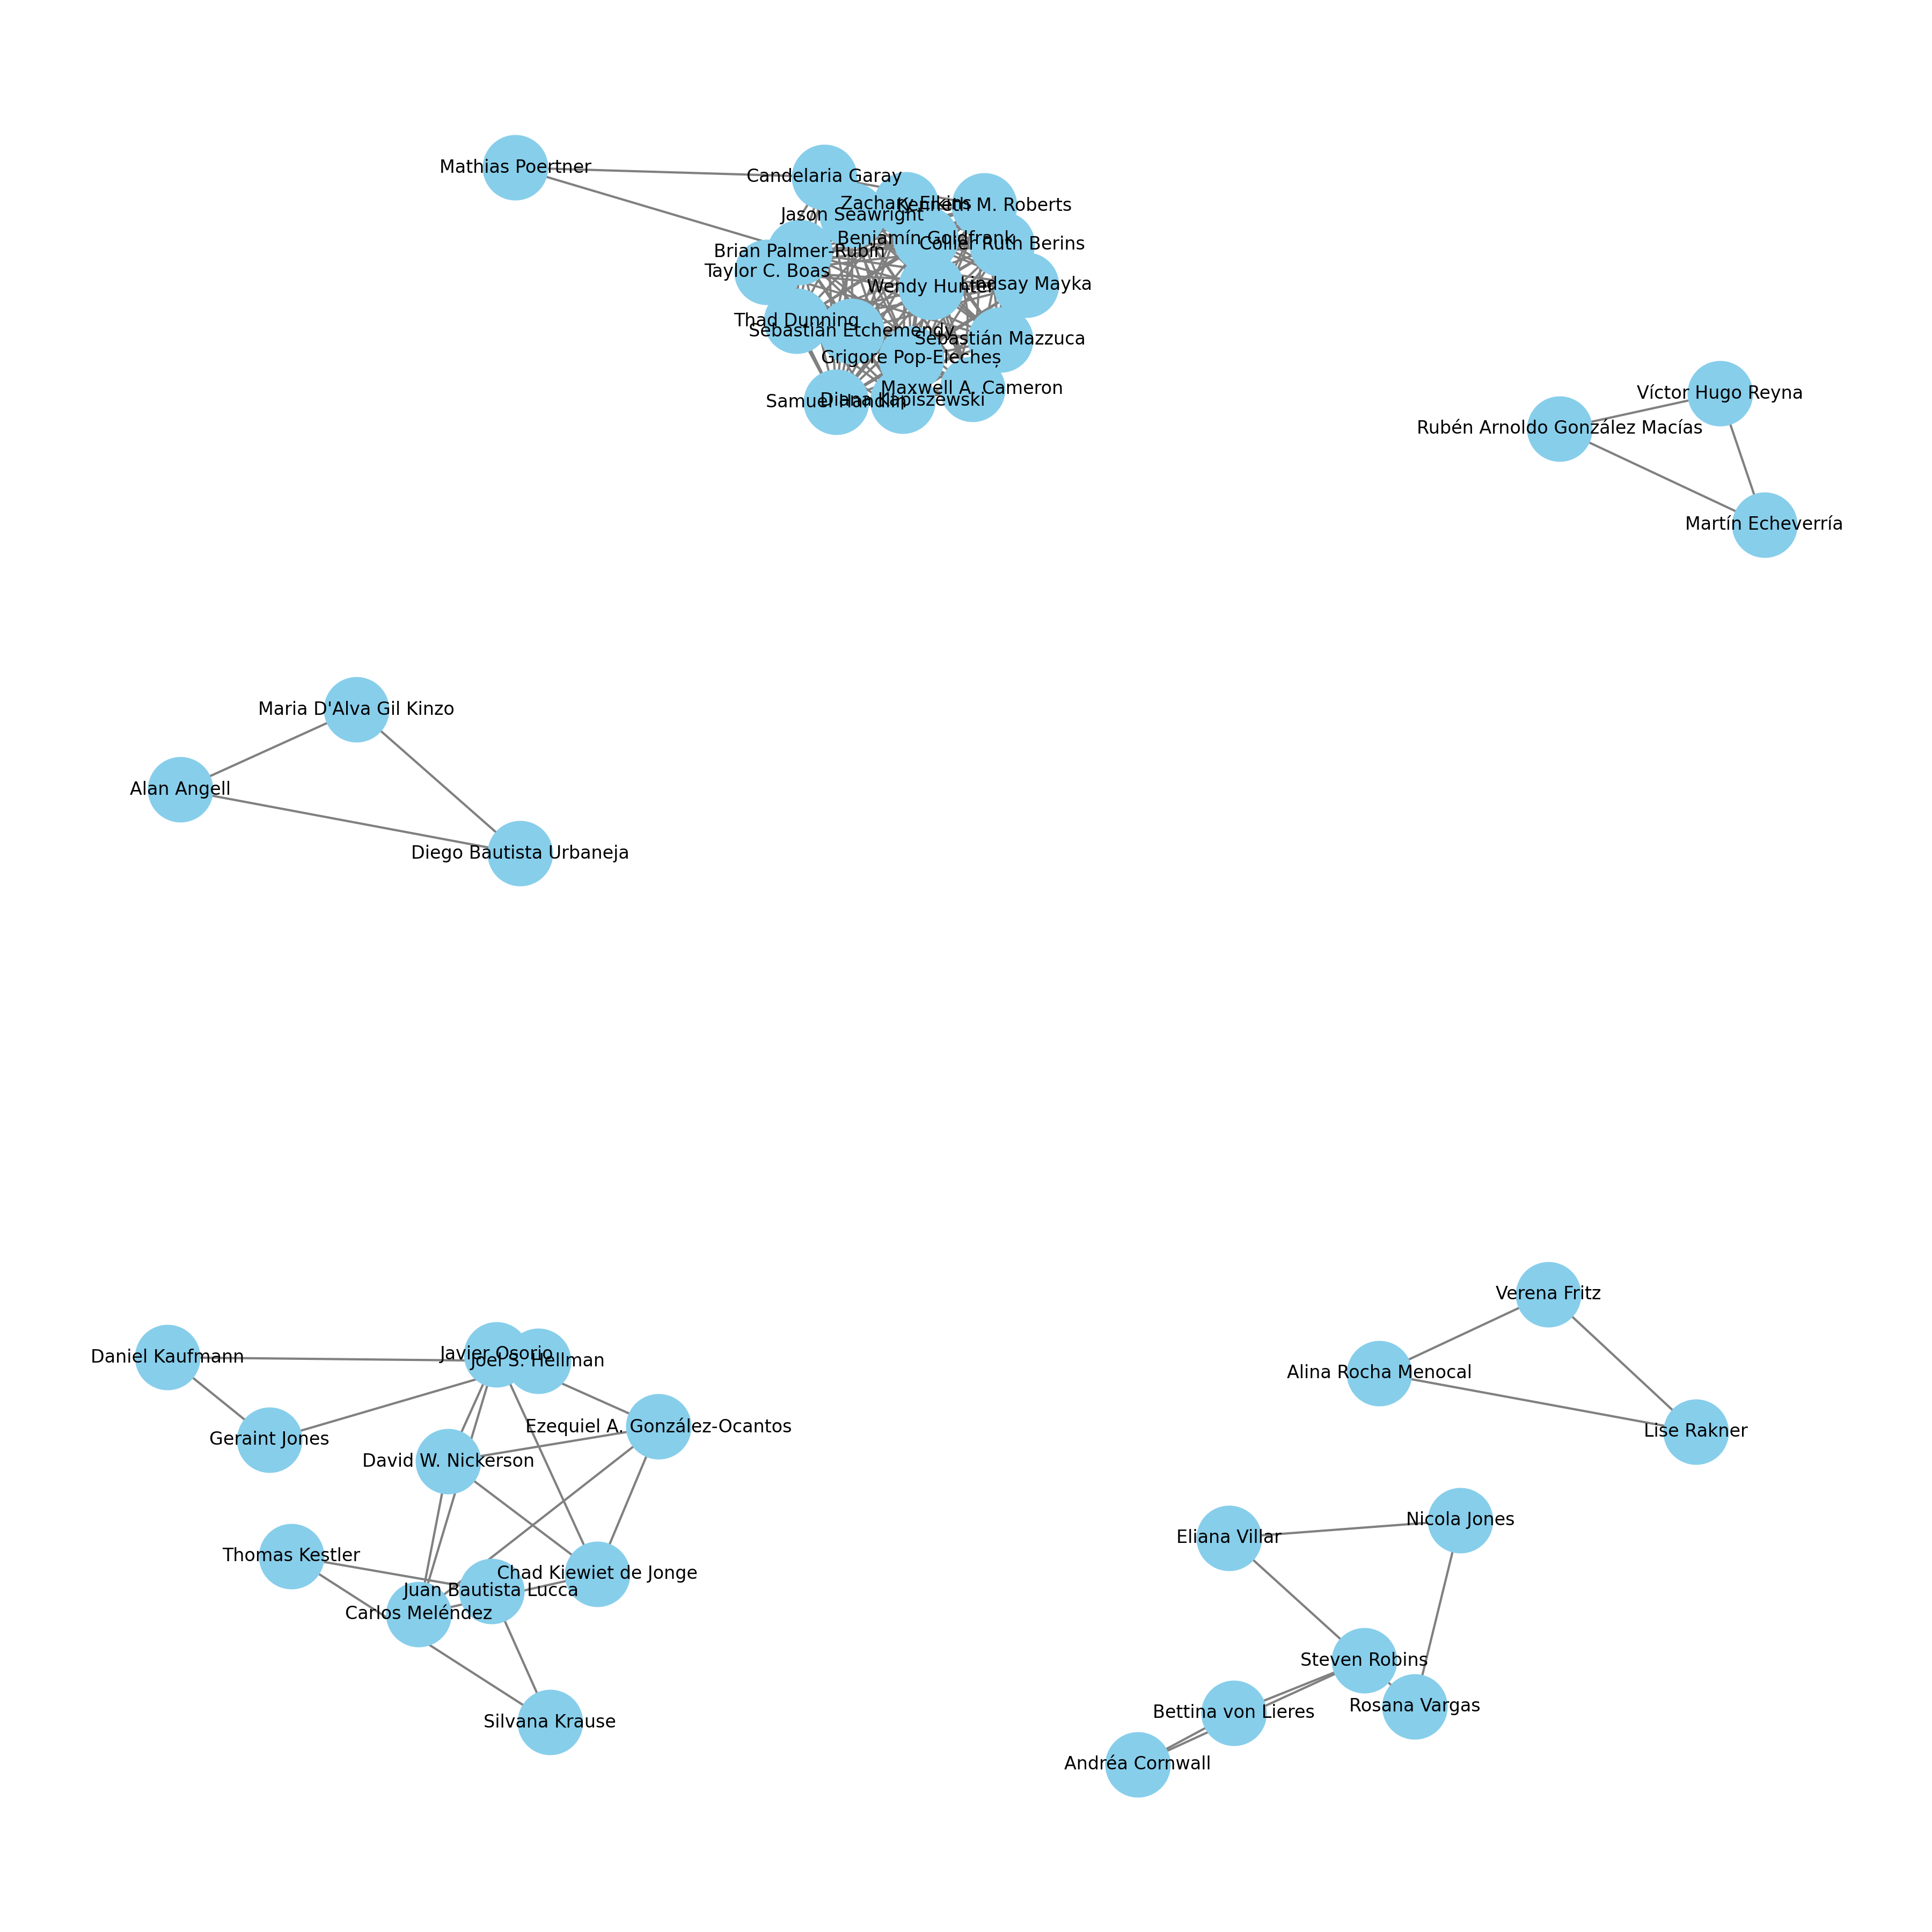 Mathias Poertner
Candelaria Garay
Zachary Elkins
Kenneth M. Roberts
Jason Seawright
Benjamín Goldfrank
Collier Ruth Berins
Brian Palmer-Rubin
Taylor C. Boas
Wendy Hunter
Lindsay Mayka
Thad Dunning
Sebastián Etchemendy
Sebastián Mazzuca
Grigore Pop-Eleches
Maxwell A. Cameron
Samuel Handlin
Diana Kapiszewski
Víctor Hugo Reyna
Rubén Arnoldo González Macías
Martín Echeverría
Maria D'Alva Gil Kinzo
Alan Angell
Diego Bautista Urbaneja
Verena Fritz
Daniel Kaufmann
Javier Osorio
Joel S. Hellman
Alina Rocha Menocal
Ezequiel A. González-Ocantos
Lise Rakner
Geraint Jones
David W. Nickerson
Nicola Jones
Eliana Villar
Thomas Kestler
Chad Kiewiet de Jonge
Juan Bautista Lucca
Carlos Meléndez
Steven Robins
Rosana Vargas
Bettina von Lieres
Silvana Krause
Andréa Cornwall